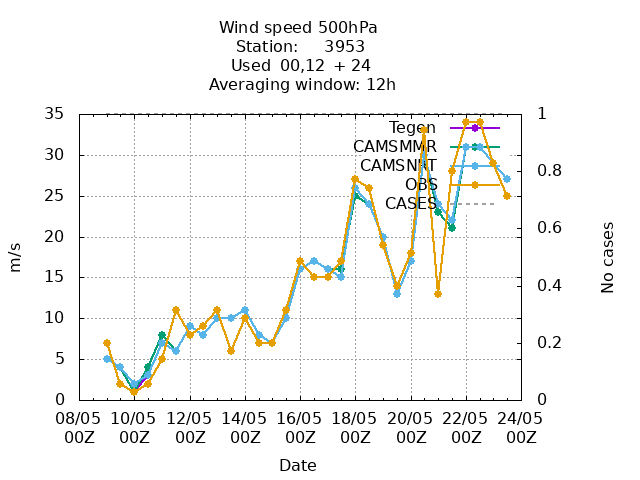 Wind speed 500hPa
Station: 3953
Used 00,12 + 24
Averaging window: 12h
35
30
25
20
15
10
5
0
m/s
1
0.8
0.6
0.4
0.2
0
No cases
Tegen
CAMSMMR
CAMSNRT
OBS
CASES
08/05 10/05 12/05 14/05 16/05 18/05 20/05 22/05 24/05
00Z 00Z 00Z 00Z 00Z 00Z 00Z 00Z 00Z
Date